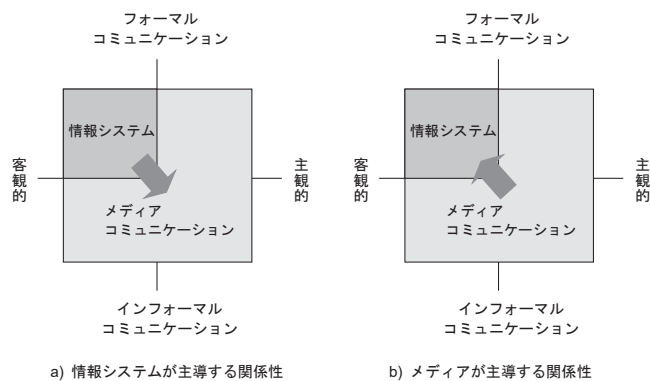 フォーマル
コミュニケーション
情報システム
客観的
主観的
メディア
コミュニケーション
インフォーマル
コミュニケーション
a) 情報システムが主導する関係性
フォーマル
コミュニケーション
情報システム
客観的
主観的
メディア
コミュニケーション
インフォーマル
コミュニケーション
b) メディアが主導する関係性